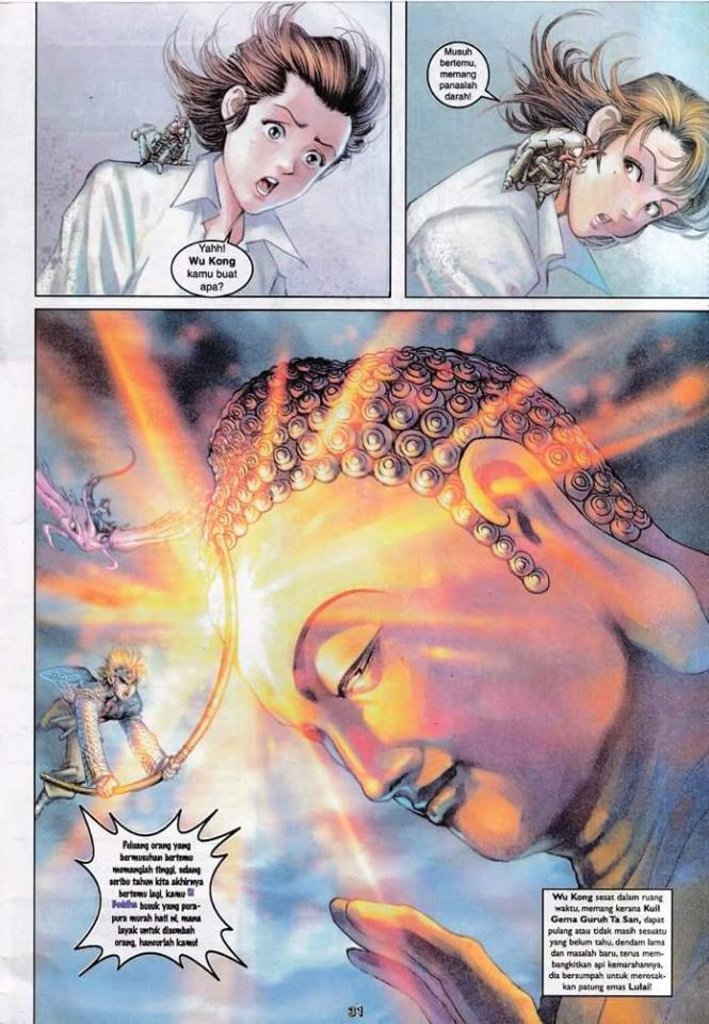 Yahh!
Wu Kong
kamu buat
apa?
Musuh
bertemu,
memang
panaslah
darah!
Peluang orang yang
bermusuhan bertemu
memanglah tinggi, selang
seribu tahun kita akhirnya
bertemu lagi, kamu Si
Buddha busuk yang pura-
pura murah hati ni, mana
layak untuk disembah
orang, hancurlah kamu!
Wu Kong sesat dalam ruang
waktu, memang kerana Kuil
Gema Guruh Ta San, dapat
pulang atau tidak masih sesuatu
yang belum tahu, dendam lama
dan masalah baru, terus mem-
bangkitkan api kemarahannya,
dia bersumpah untuk merosak-
kan patung emas Lulai!
31